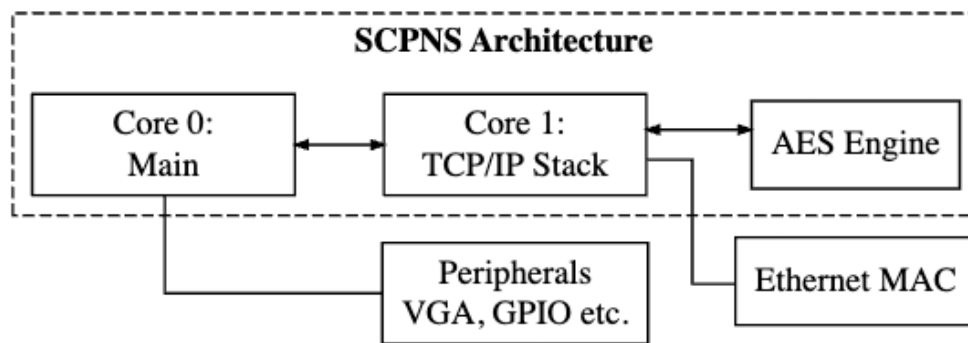 SCPNS Architecture
Core 0:
Main
Core 1:
TCP/IP Stack
AES Engine
Peripherals
VGA, GPIO etc.
Ethernet MAC